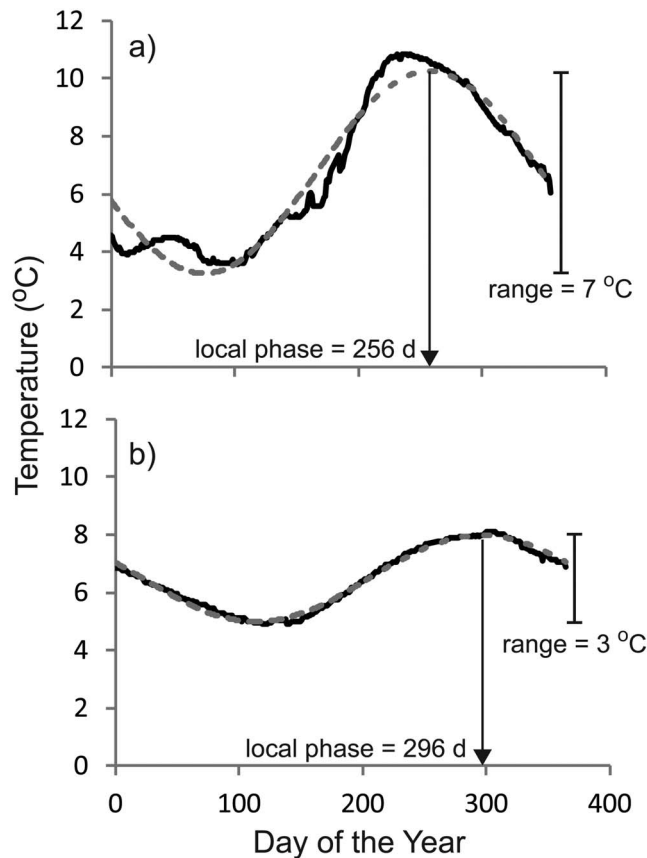 12
a)
10
8
6
4
range = 7 °C
2
local phase = 256 d
0
Temperature (°C)
12
b)
10
8
6
4
range = 3 °C
2
local phase = 296 d
0
0 100 200 300 400
Day of the Year